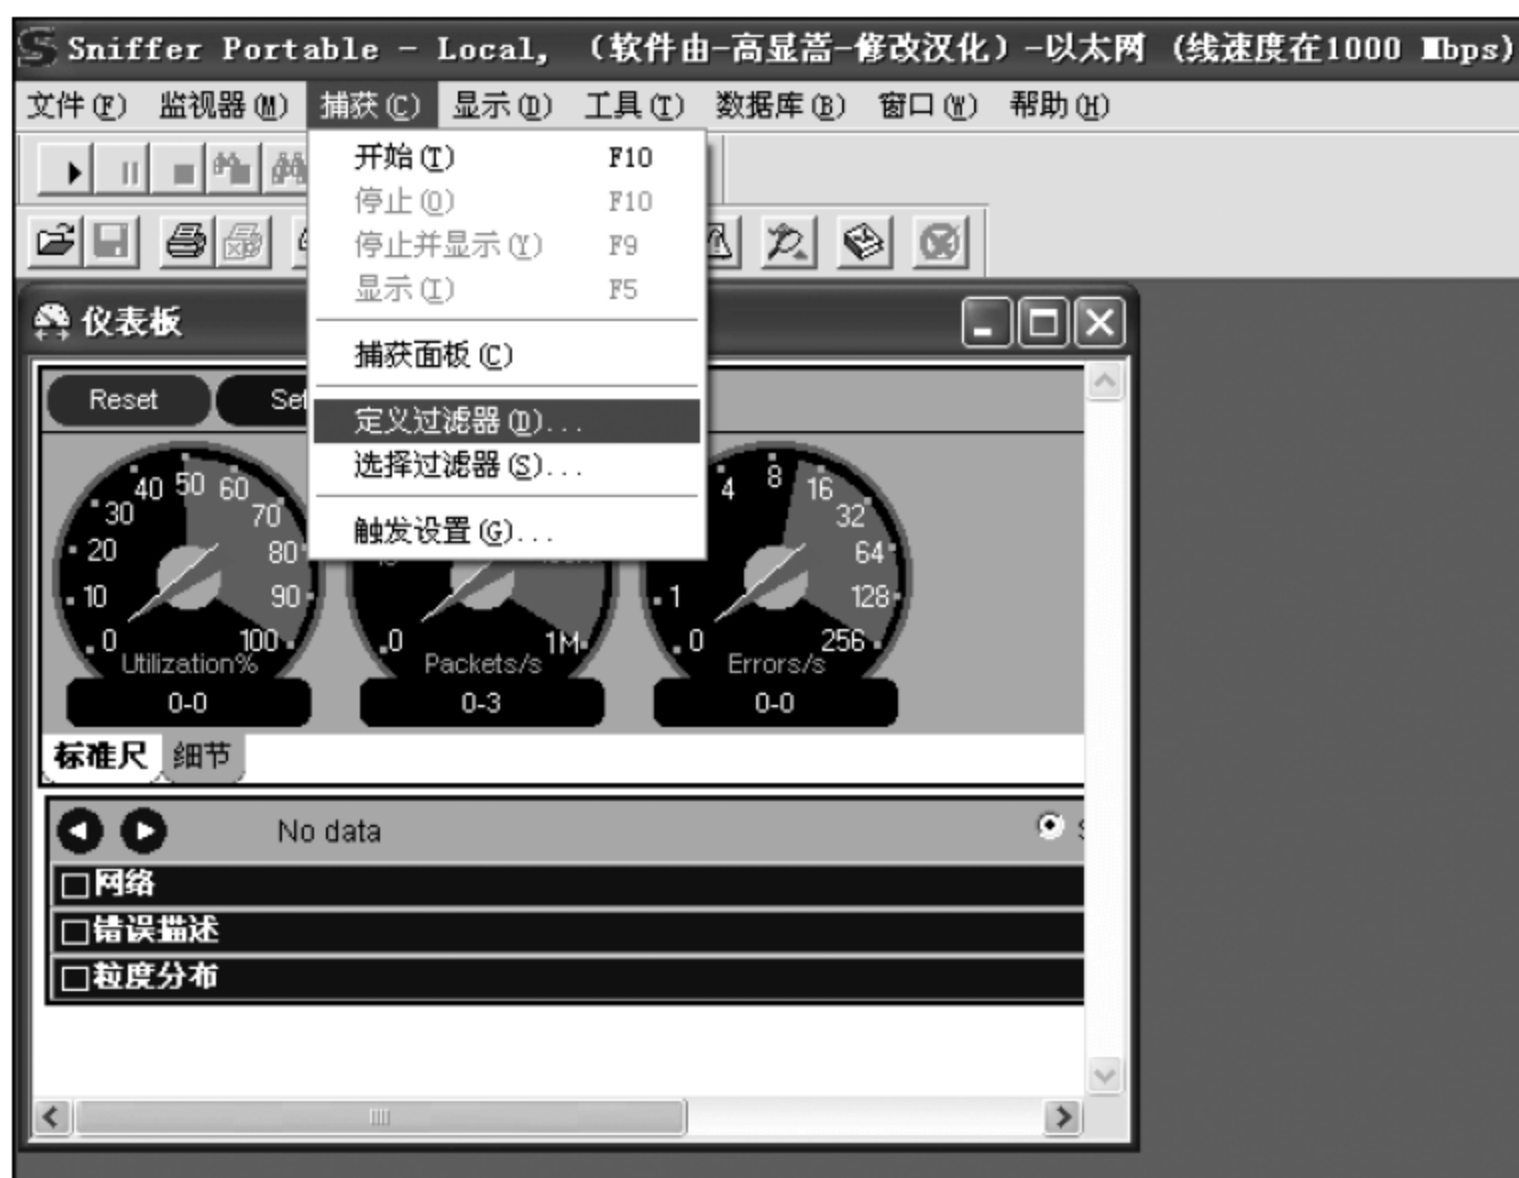 Sniffer Portable - Local, （软件由-高显嵩-修改汉化）-以太网 (线速度在1000 Mbps)
文件(F) 监视器(M) 捕获(C) 显示(D) 工具(T) 数据库(B) 窗口(W) 帮助(H)
开始(T) F10
停止(O) F10
停止并显示(Y) F9
显示(I) F5
捕获面板(C)
定义过滤器(D)...
选择过滤器(S)...
触发设置(G)...
仪表板
Reset
0 10 20 30 40 50 60 70 80 90 100
Utilization%
0-0
0 1M
Packets/s
0-3
0 1 4 8 16 32 64 128 256
Errors/s
0-0
标准尺 细节
No data
网络
错误描述
粒度分布